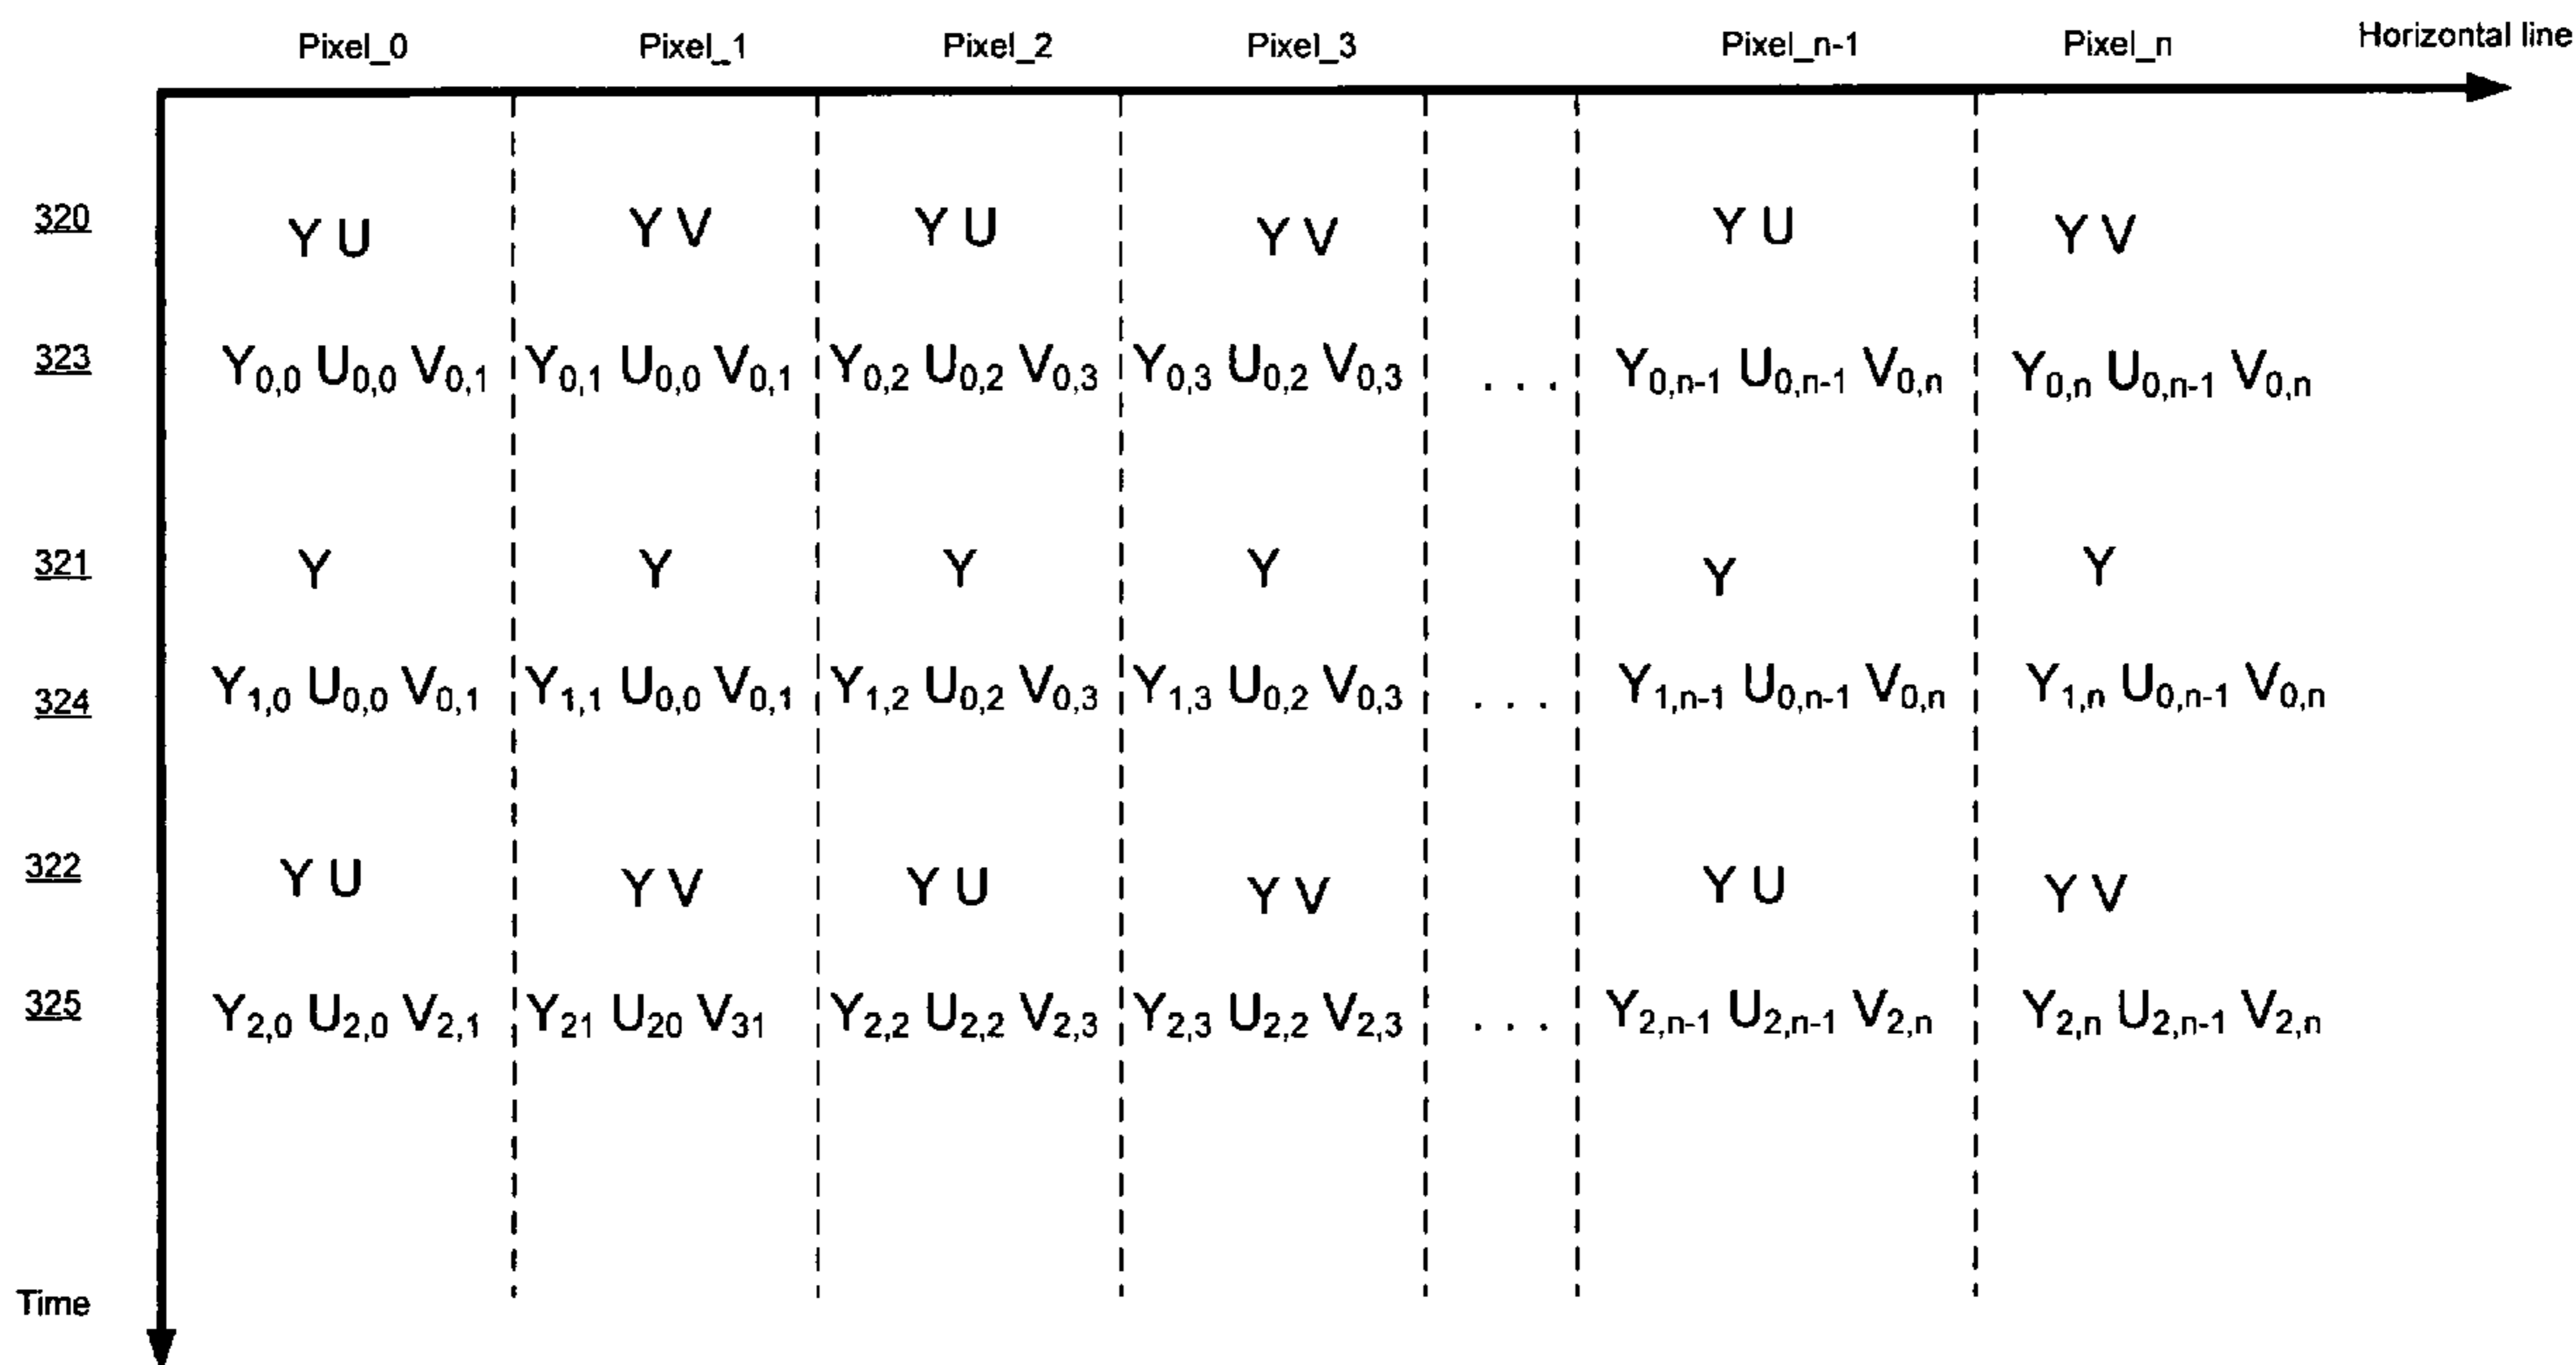 Pixel_0 Pixel_1 Pixel_2 Pixel_3 Pixel_n-1 Pixel_n Horizontal line
320 Y U Y V Y U Y V Y U Y V
323 Y0,0 U0,0 V0,1 Y0,1 U0,0 V0,1 Y0,2 U0,2 V0,3 Y0,3 U0,2 V0,3 . . . Y0,n-1 U0,n-1 V0,n Y0,n U0,n-1 V0,n
321 Y Y Y Y Y Y
324 Y1,0 U0,0 V0,1 Y1,1 U0,0 V0,1 Y1,2 U0,2 V0,3 Y1,3 U0,2 V0,3 . . . Y1,n-1 U0,n-1 V0,n Y1,n U0,n-1 V0,n
322 Y U Y V Y U Y V Y U Y V
325 Y2,0 U2,0 V2,1 Y21 U20 V31 Y2,2 U2,2 V2,3 Y2,3 U2,2 V2,3 . . . Y2,n-1 U2,n-1 V2,n Y2,n U2,n-1 V2,n
Time